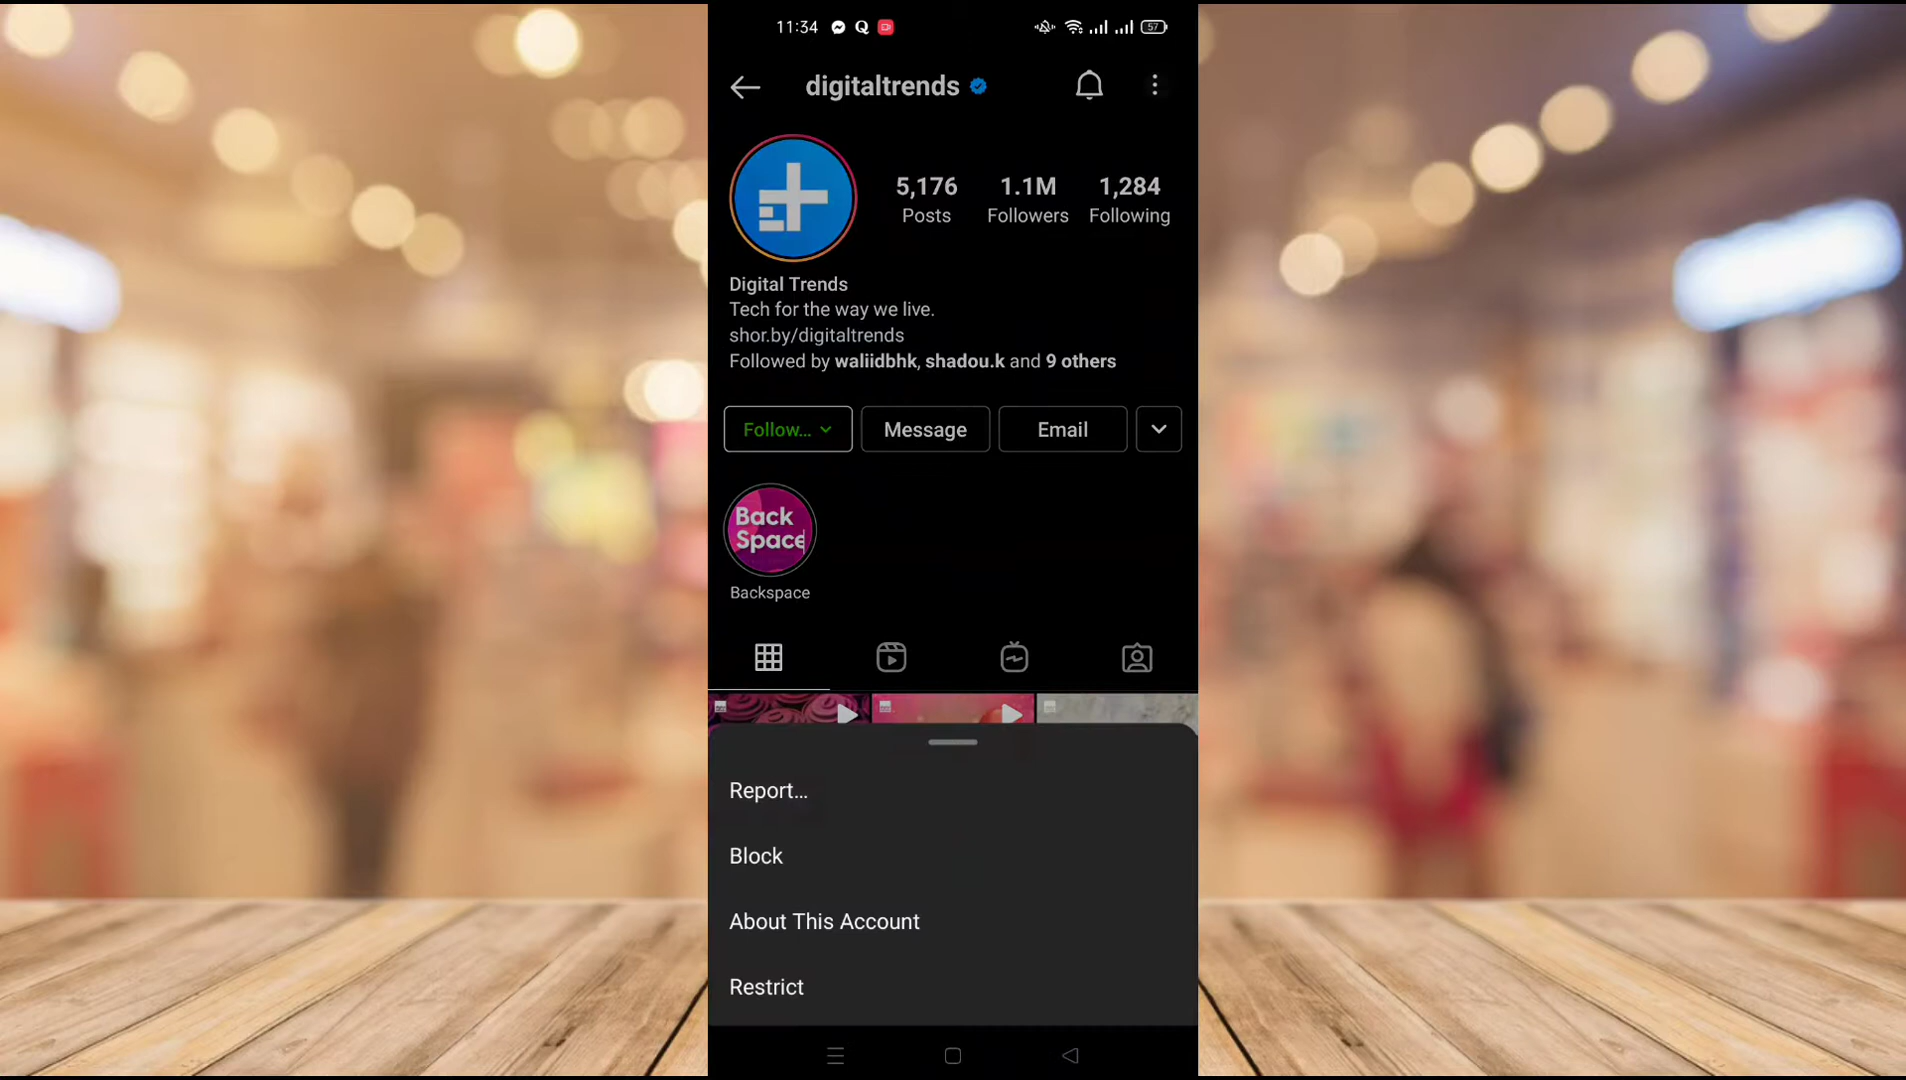 11:34
57
digitaltrends
5,176 1.1M 1,284
Posts Followers Following
Digital Trends
Tech for the way we live.
shor.by/digitaltrends
Followed by waliidbhk, shadou.k and 9 others
Follow... Message Email
Back
Space
Backspace
Report...
Block
About This Account
Restrict